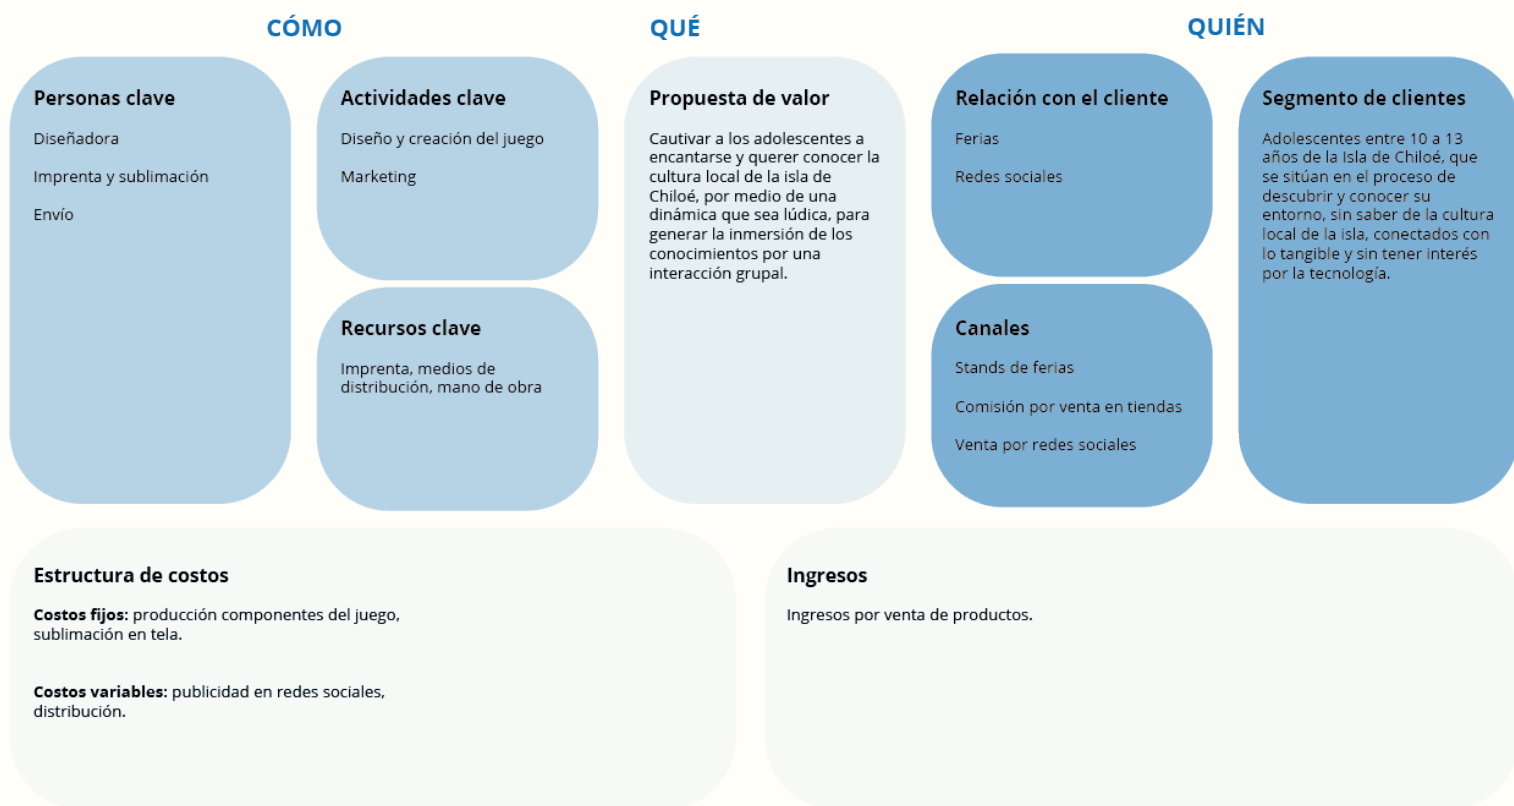 CÓMO
QUÉ
QUIÉN
Personas clave
Diseñadora
Imprenta y sublimación
Envío
Actividades clave
Diseño y creación del juego
Marketing
Recursos clave
Imprenta, medios de
distribución, mano de obra
Propuesta de valor
Cautivar a los adolescentes a
encantarse y querer conocer la
cultura local de la isla de
Chiloé, por medio de una
dinámica que sea lúdica, para
generar la inmersión de los
conocimientos por una
interacción grupal.
Relación con el cliente
Ferias
Redes sociales
Canales
Stands de ferias
Comisión por venta en tiendas
Venta por redes sociales
Segmento de clientes
Adolescentes entre 10 a 13
años de la Isla de Chiloé, que
se sitúan en el proceso de
descubrir y conocer su
entorno, sin saber de la cultura
local de la isla, conectados con
lo tangible y sin tener interés
por la tecnología.
Estructura de costos
Costos fijos: producción componentes del juego,
sublimación en tela.
Costos variables: publicidad en redes sociales,
distribución.
Ingresos
Ingresos por venta de productos.